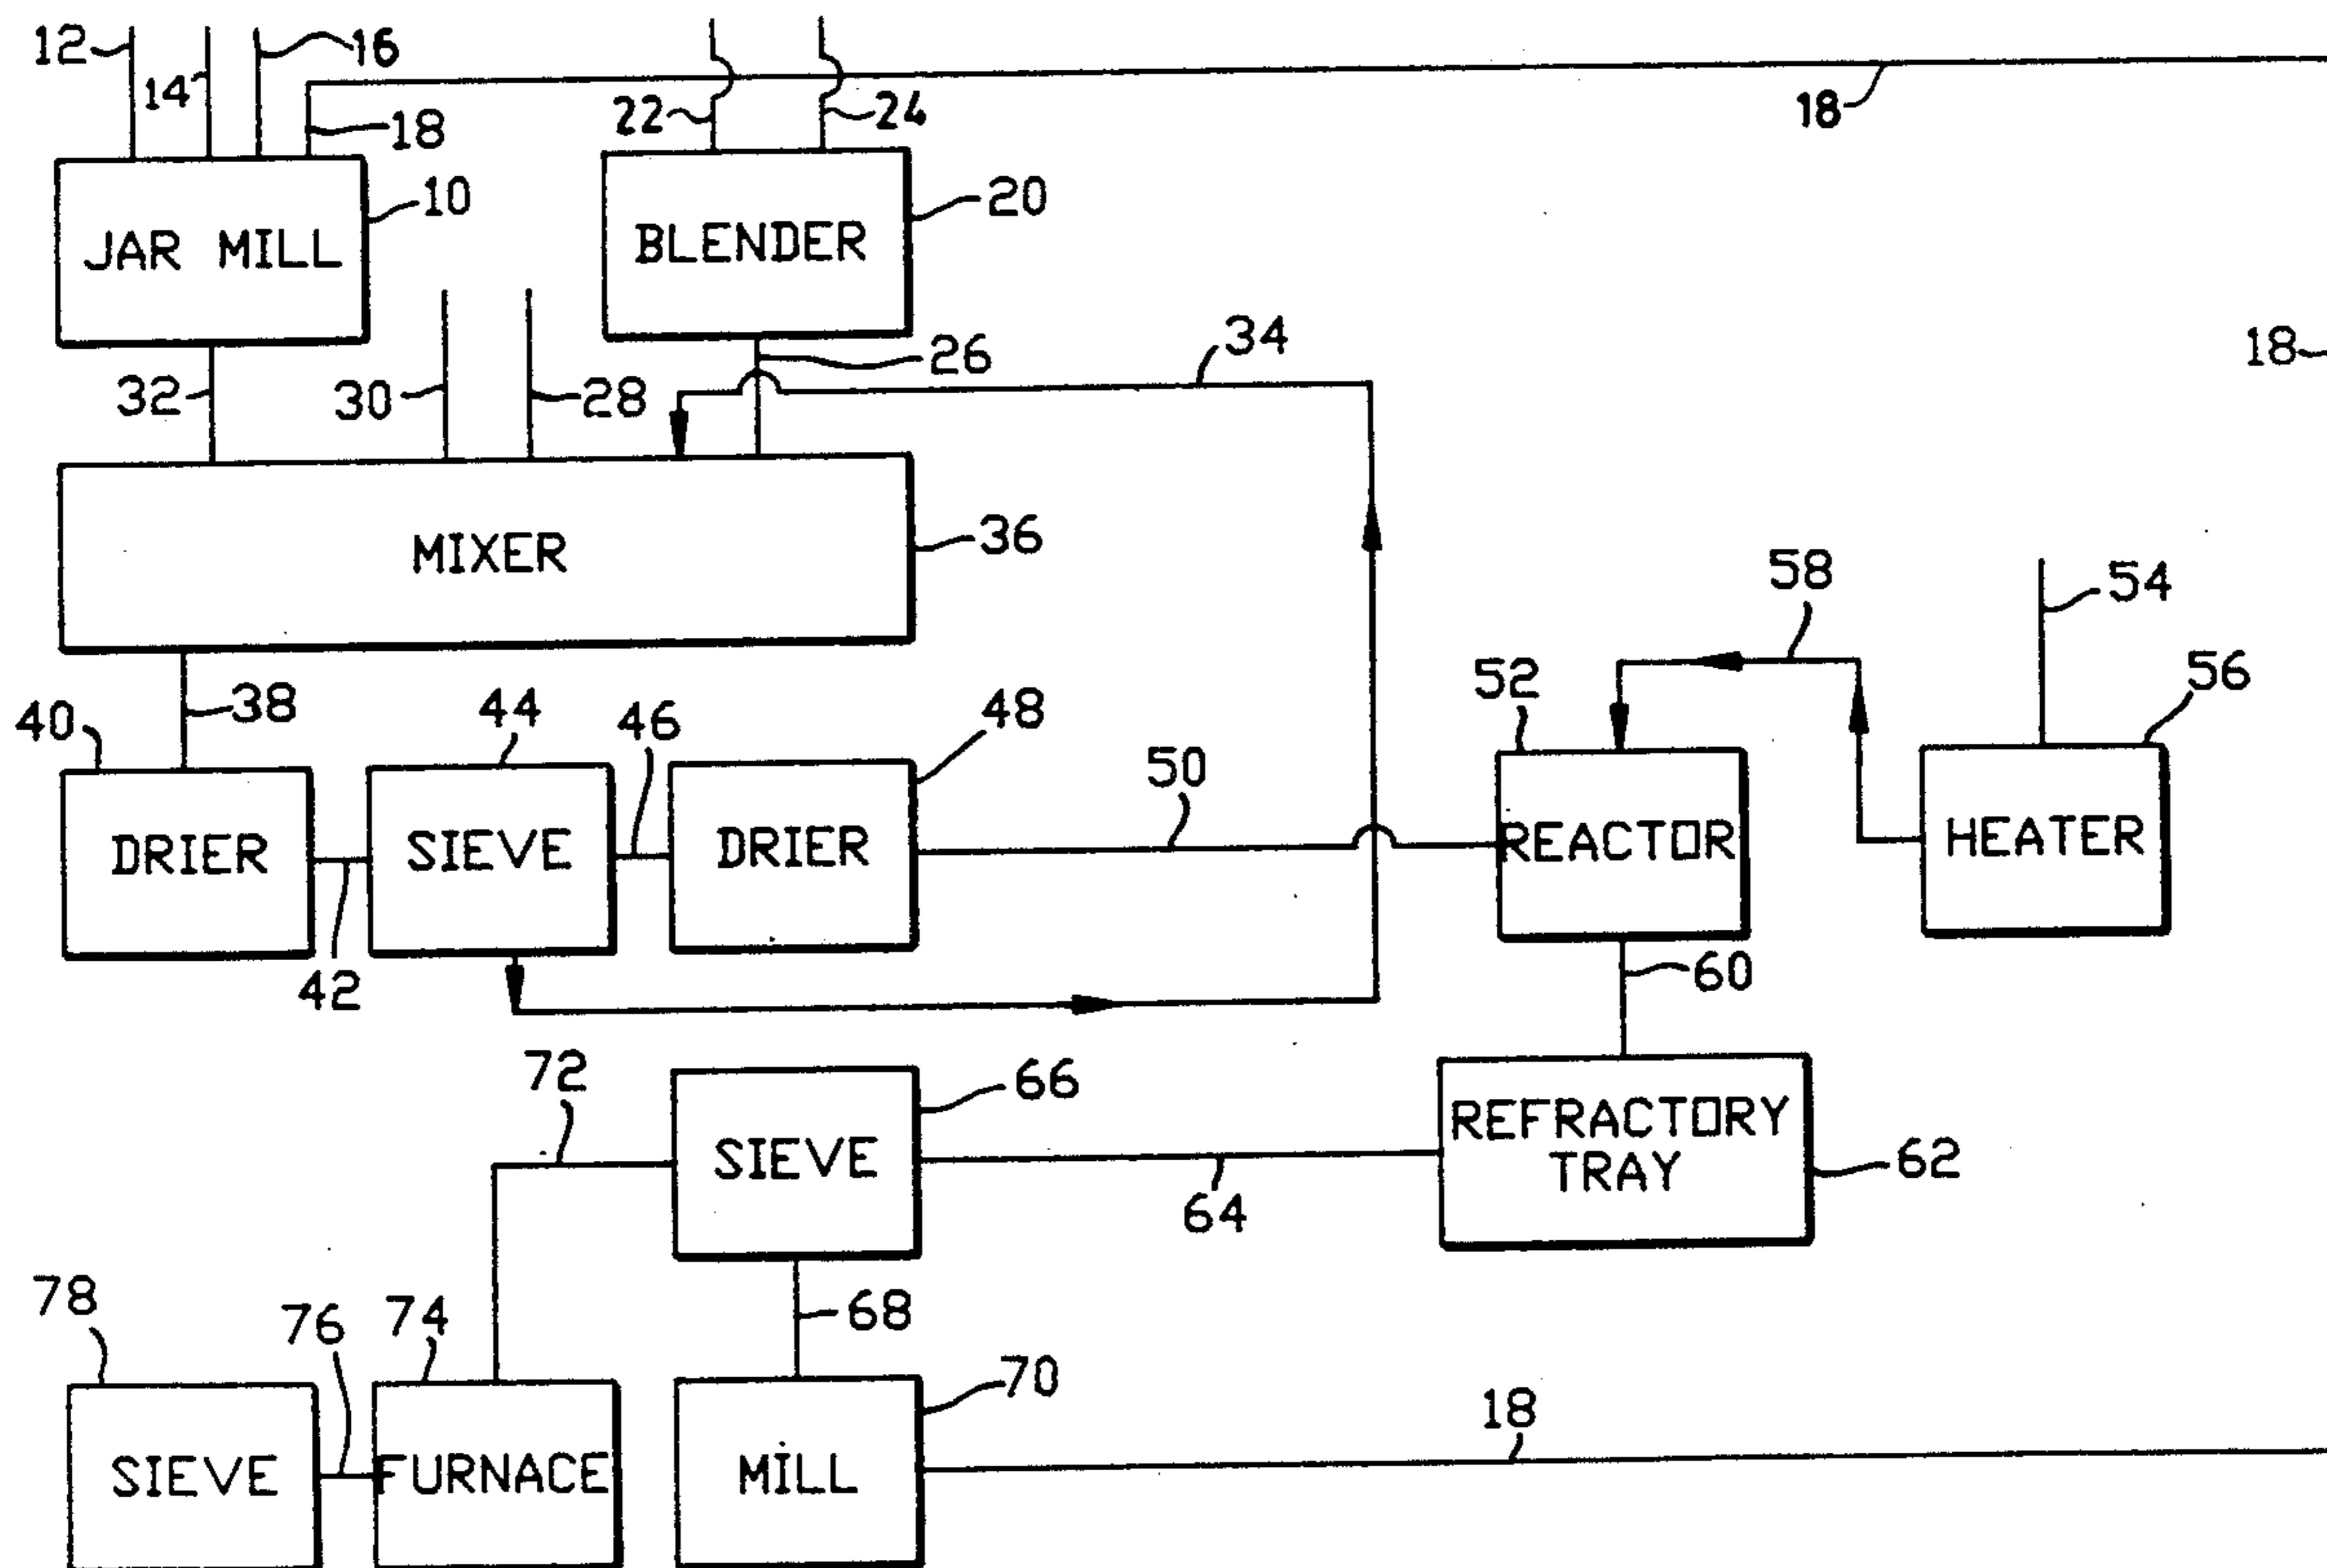 12
16
14
18
18
22
24
10
20
JAR MILL
BLENDER
34
18
26
32
30
28
36
MIXER
58
54
52
56
40
38
44
46
48
50
DRIER
SIEVE
DRIER
REACTOR
HEATER
42
60
72
66
REFRACTORY
TRAY
62
SIEVE
64
78
76
74
68
70
18
SIEVE
FURNACE
MILL